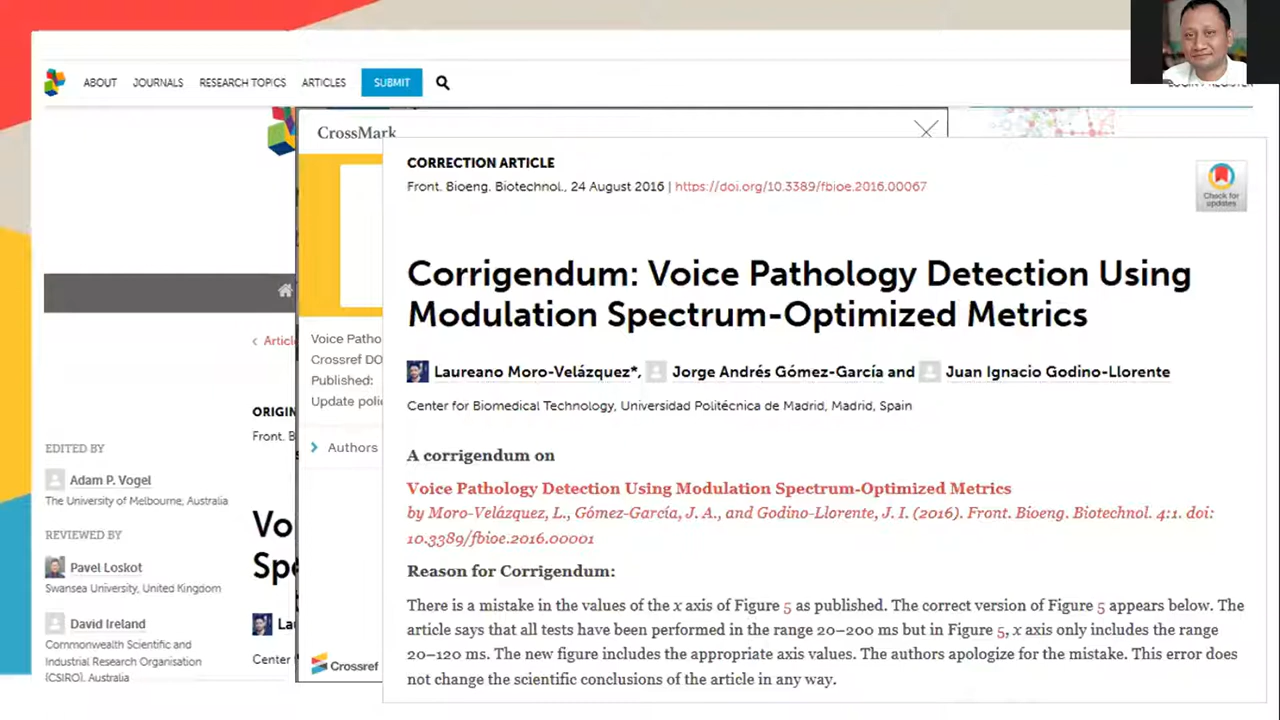 ABOUT JOURNALS RESEARCH TOPICS ARTICLES SUBMIT
CrossMark
CORRECTION ARTICLE
Front. Bioeng. Biotechnol., 24 August 2016 | https://doi.org/10.3389/fbioe.2016.00067
Check for
updates
Corrigendum: Voice Pathology Detection Using
Modulation Spectrum-Optimized Metrics
Laureano Moro-Velázquez*, Jorge Andrés Gómez-García and Juan Ignacio Godino-Llorente
Center for Biomedical Technology, Universidad Politécnica de Madrid, Madrid, Spain
A corrigendum on
Voice Pathology Detection Using Modulation Spectrum-Optimized Metrics
by Moro-Velázquez, L., Gómez-García, J. A., and Godino-Llorente, J. I. (2016). Front. Bioeng. Biotechnol. 4:1. doi:
10.3389/fbioe.2016.00001
Reason for Corrigendum:
There is a mistake in the values of the x axis of Figure 5 as published. The correct version of Figure 5 appears below. The
article says that all tests have been performed in the range 20–200 ms but in Figure 5, x axis only includes the range
20–120 ms. The new figure includes the appropriate axis values. The authors apologize for the mistake. This error does
not change the scientific conclusions of the article in any way.
Voice Patho
Crossref DO
Published:
Update polic
Authors
Crossref
‹ Article
ORIGIN
Front. B
Vo
Spe
La
Center
EDITED BY
Adam P. Vogel
The University of Melbourne, Australia
REVIEWED BY
Pavel Loskot
Swansea University, United Kingdom
David Ireland
Commonwealth Scientific and
Industrial Research Organisation
(CSIRO), Australia